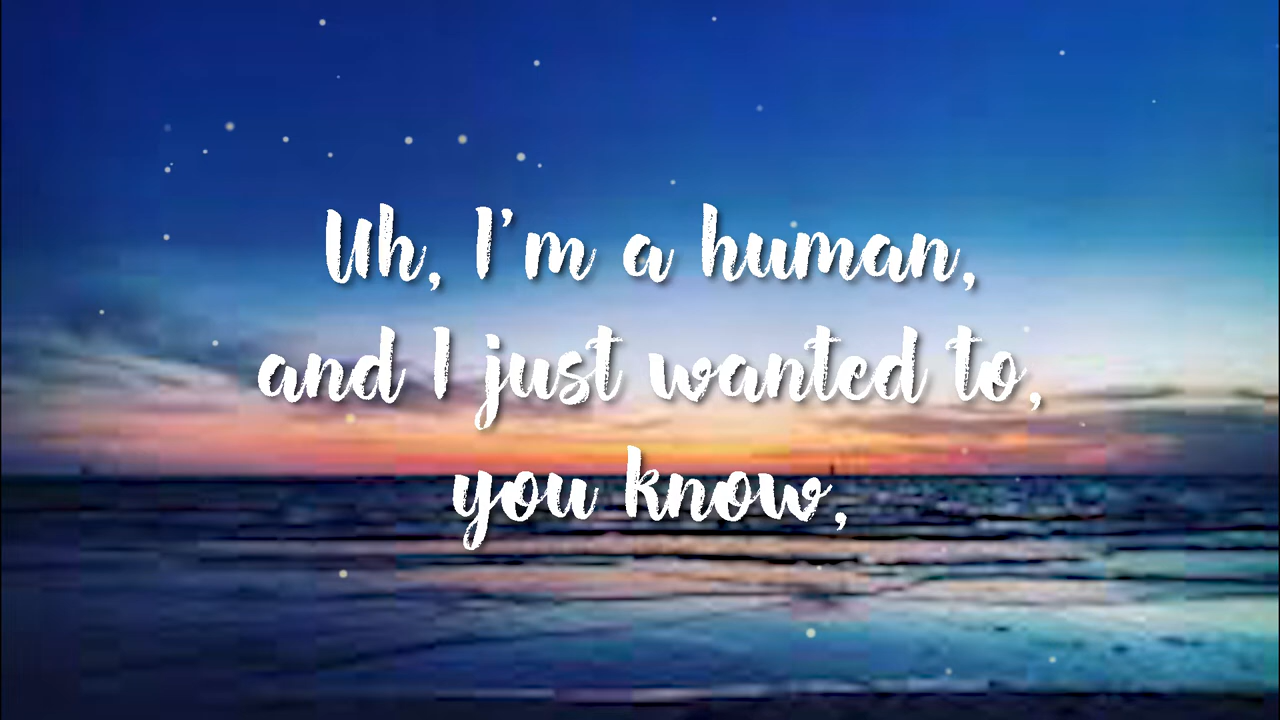 Uh, I'm a human,
and I just wanted to,
you know,